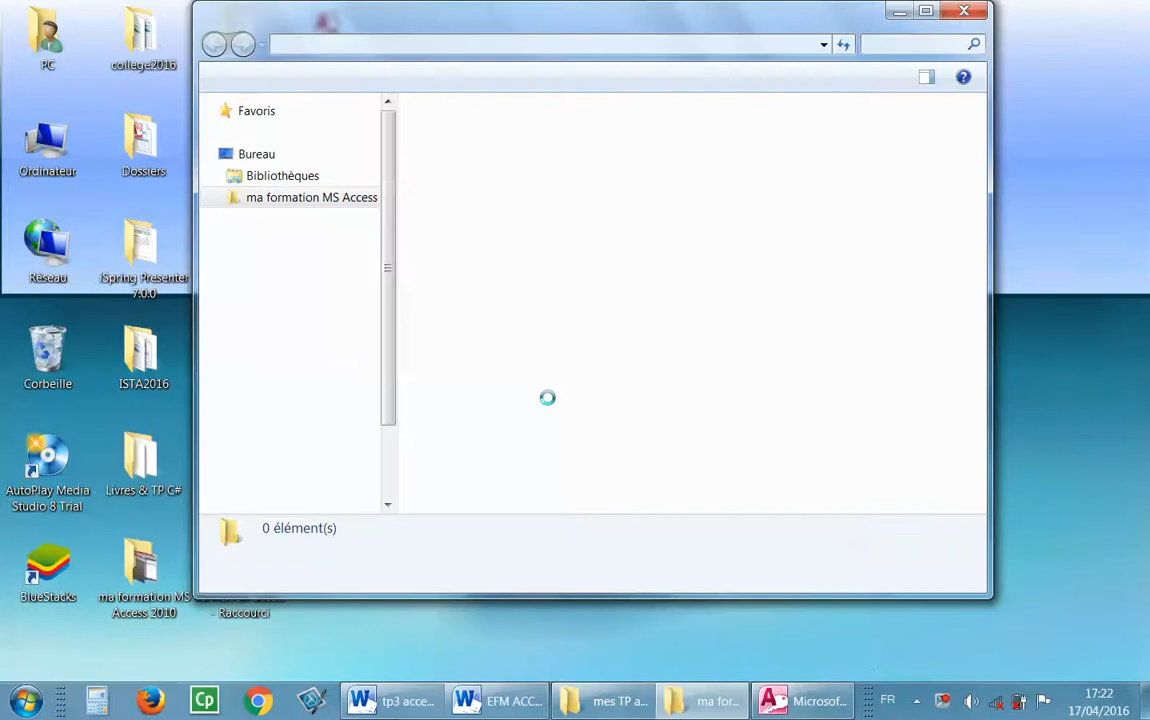 PC
college2016
Ordinateur
Dossiers
Réseau
iSpring Presenter
7.0.0
Corbeille
ISTA2016
AutoPlay Media
Studio 8 Trial
Livres & TP C#
BlueStacks
ma formation MS
Access 2010
- Raccourci
Favoris
Bureau
Bibliothèques
ma formation MS Access
0 élément(s)
Cp
tp3 acce...
EFM ACC...
mes TP a...
ma for...
Microsof...
FR
17:22
17/04/2016